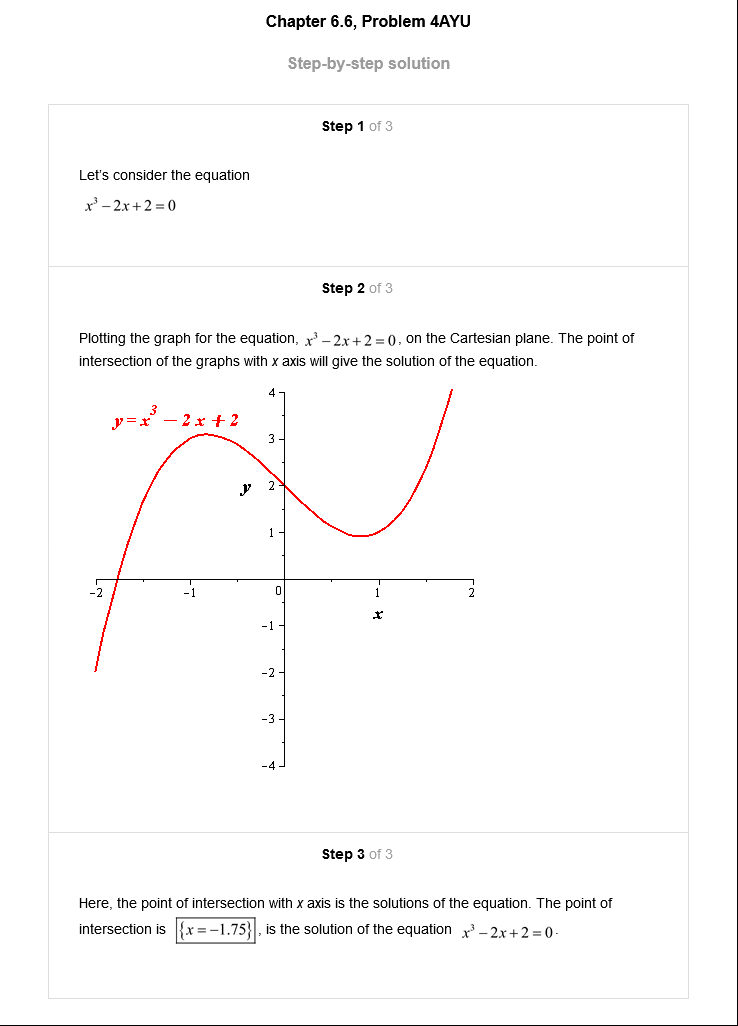 Chapter 6.6, Problem 4AYU
Step-by-step solution
Step 1 of 3
Let's consider the equation
x³ − 2x + 2 = 0
Step 2 of 3
Plotting the graph for the equation, x³ − 2x + 2 = 0, on the Cartesian plane. The point of
intersection of the graphs with x axis will give the solution of the equation.
y = x³ − 2x + 2
4
3
y 2
1
-2 -1 0 1 2
x
-1
-2
-3
-4
Step 3 of 3
Here, the point of intersection with x axis is the solutions of the equation. The point of
intersection is {x = −1.75}, is the solution of the equation x³ − 2x + 2 = 0.